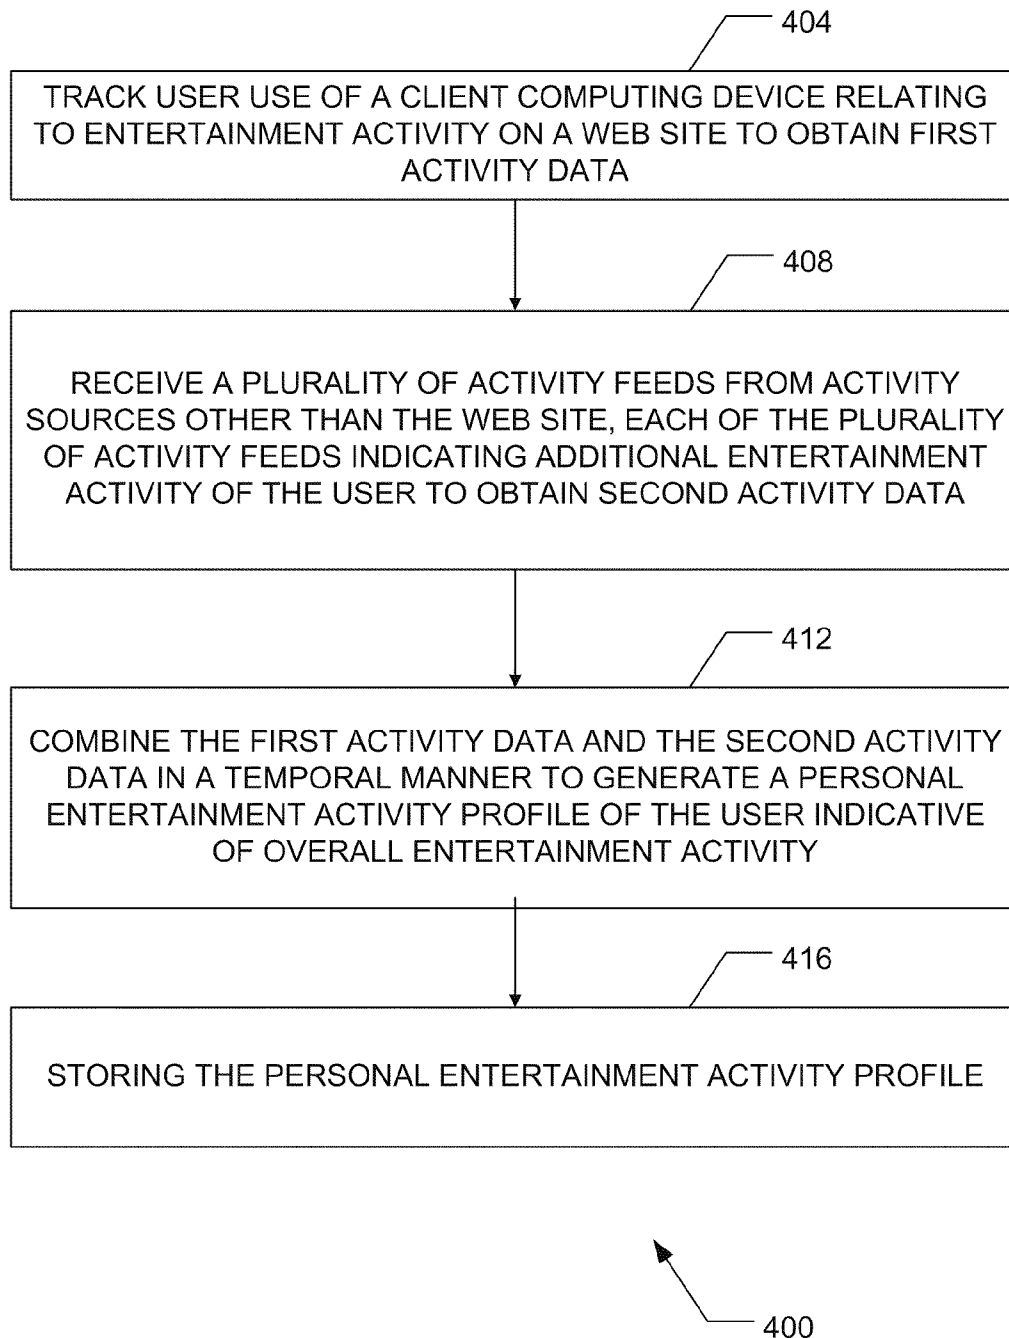 404
TRACK USER USE OF A CLIENT COMPUTING DEVICE RELATING
TO ENTERTAINMENT ACTIVITY ON A WEB SITE TO OBTAIN FIRST
ACTIVITY DATA
408
RECEIVE A PLURALITY OF ACTIVITY FEEDS FROM ACTIVITY
SOURCES OTHER THAN THE WEB SITE, EACH OF THE PLURALITY
OF ACTIVITY FEEDS INDICATING ADDITIONAL ENTERTAINMENT
ACTIVITY OF THE USER TO OBTAIN SECOND ACTIVITY DATA
412
COMBINE THE FIRST ACTIVITY DATA AND THE SECOND ACTIVITY
DATA IN A TEMPORAL MANNER TO GENERATE A PERSONAL
ENTERTAINMENT ACTIVITY PROFILE OF THE USER INDICATIVE
OF OVERALL ENTERTAINMENT ACTIVITY
416
STORING THE PERSONAL ENTERTAINMENT ACTIVITY PROFILE
400